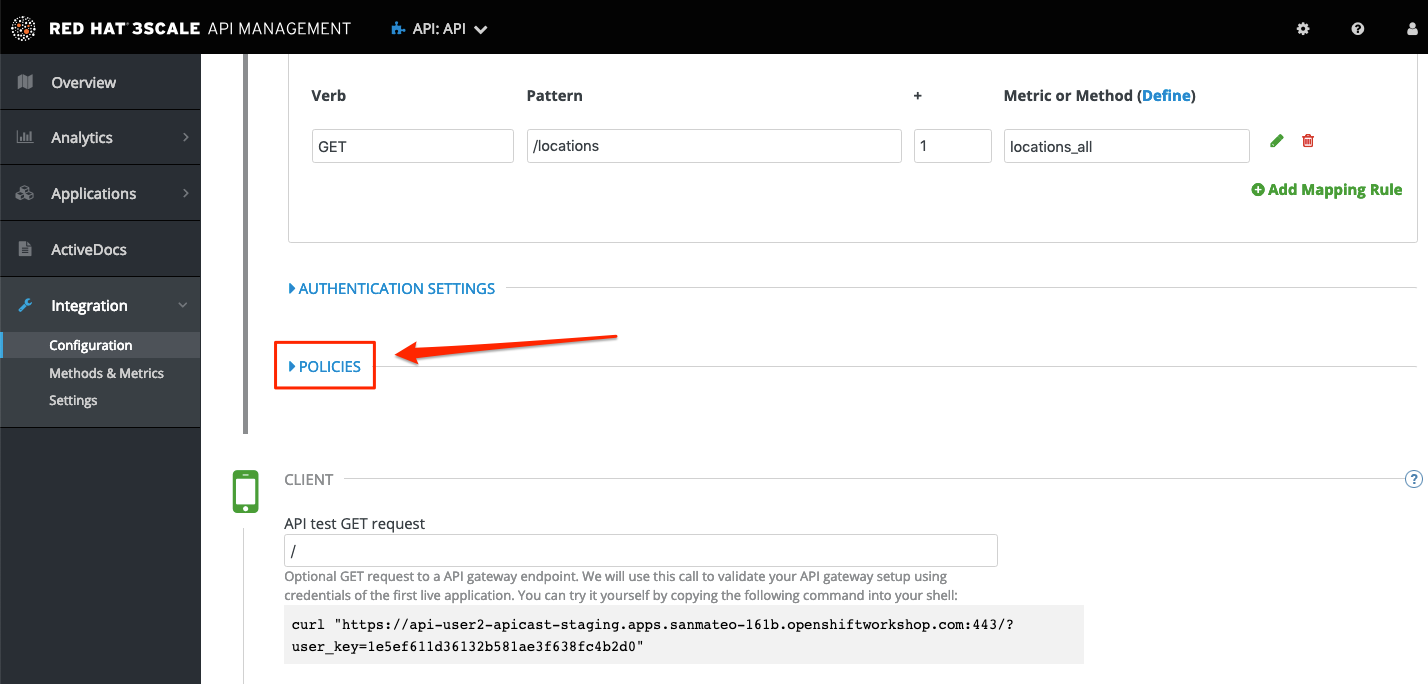 RED HAT 3SCALE API MANAGEMENT API: API
Overview
Analytics
Applications
ActiveDocs
Integration
Configuration
Methods & Metrics
Settings
Verb Pattern + Metric or Method (Define)
GET /locations 1 locations_all
Add Mapping Rule
AUTHENTICATION SETTINGS
POLICIES
CLIENT
API test GET request
/
Optional GET request to a API gateway endpoint. We will use this call to validate your API gateway setup using
credentials of the first live application. You can try it yourself by copying the following command into your shell:
curl "https://api-user2-apicast-staging.apps.sanmateo-161b.openshiftworkshop.com:443/?
user_key=1e5ef611d36132b581ae3f638fc4b2d0"